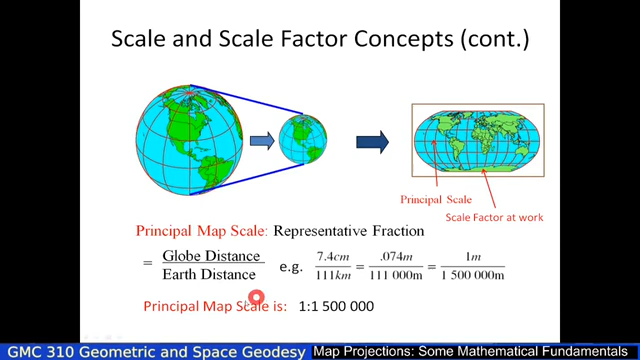 Scale and Scale Factor Concepts (cont.)
Principal Scale
Scale Factor at work
Principal Map Scale: Representative Fraction
= Globe Distance / Earth Distance e.g. 7.4cm / 111km = .074m / 111 000m = 1m / 1 500 000m
Principal Map Scale is: 1:1 500 000
GMC 310 Geometric and Space Geodesy Map Projections: Some Mathematical Fundamentals